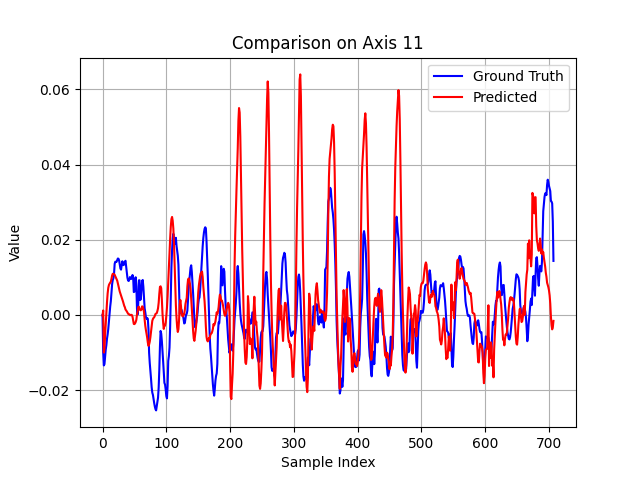 Comparison on Axis 11
Ground Truth
Predicted
Value
0.06
0.04
0.02
0.00
−0.02
0 100 200 300 400 500 600 700
Sample Index